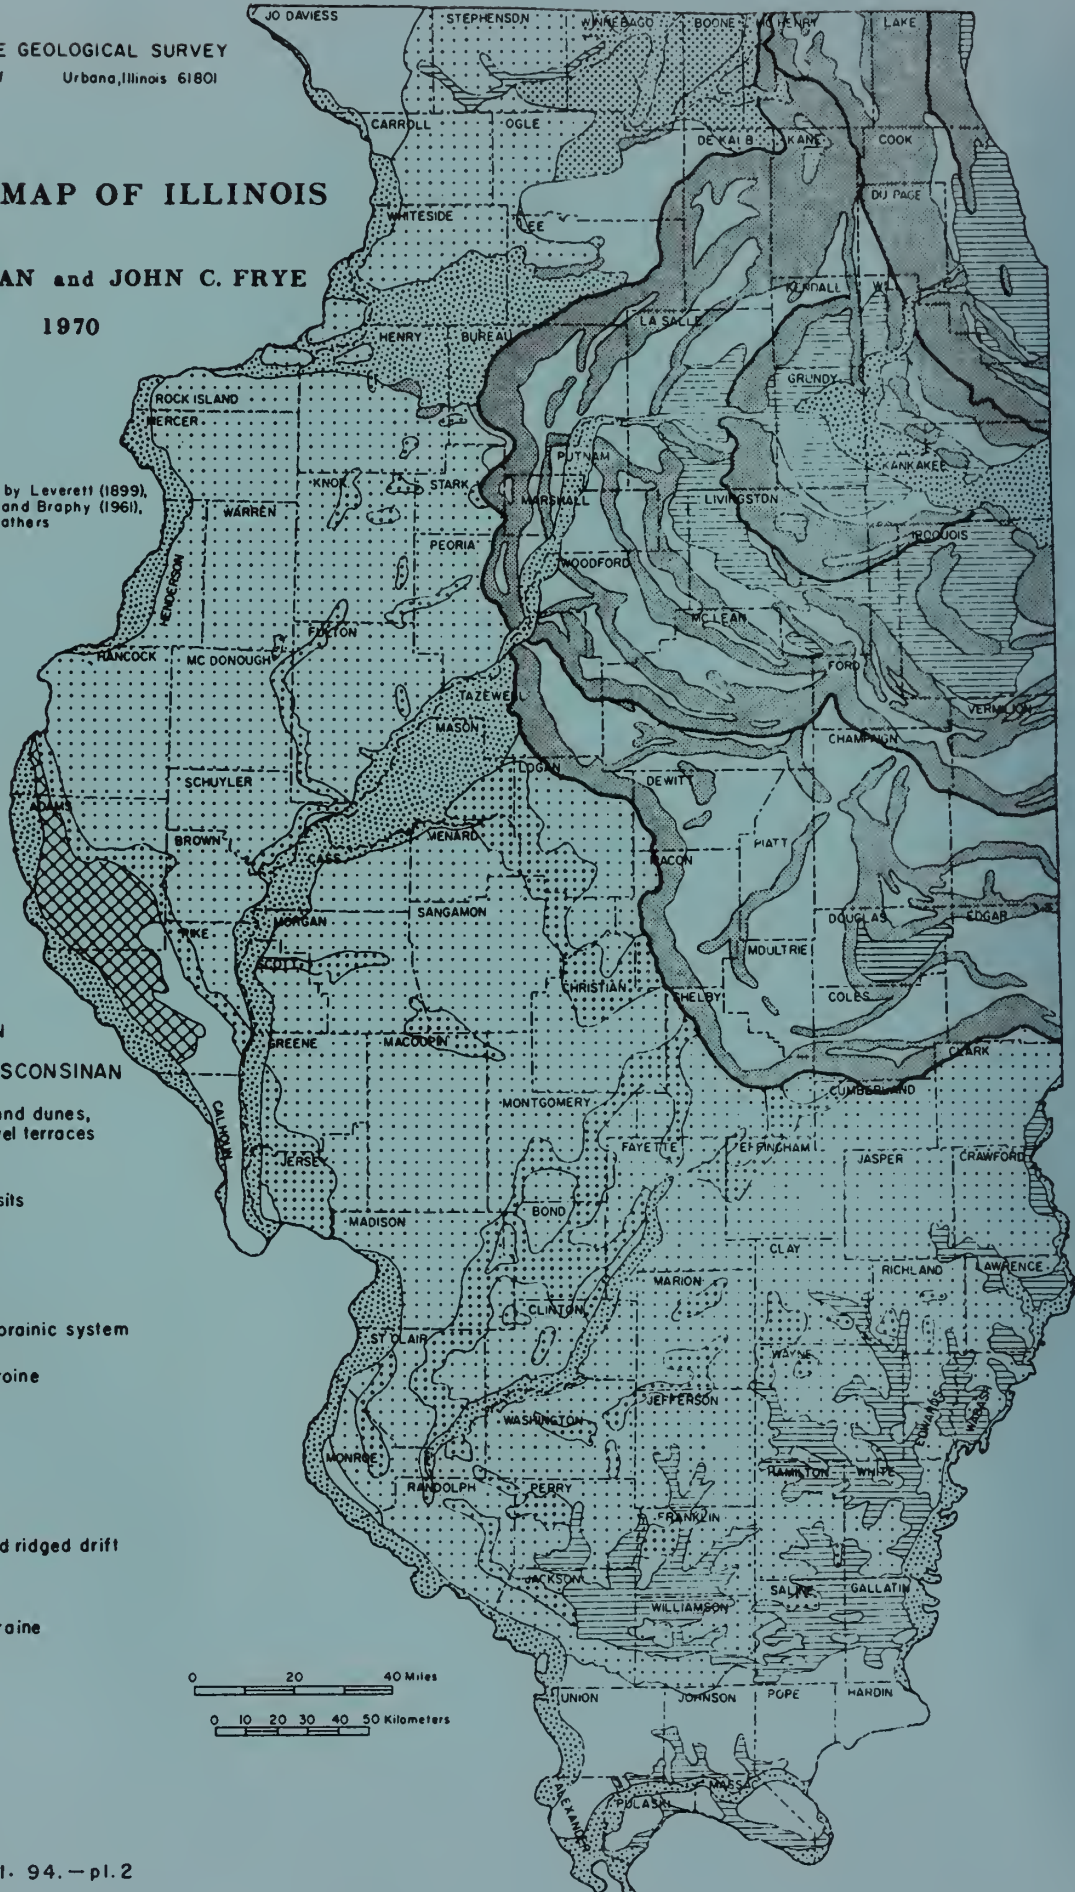 E GEOLOGICAL SURVEY
Urbana, Illinois 61801
MAP OF ILLINOIS
AN and JOHN C. FRYE
1970
by Leverett (1899),
and Braphy (1961),
athers
N
SCONSINAN
and dunes,
vel terraces
sits
orainic system
roine
d ridged drift
raine
0 20 40 Miles
0 10 20 30 40 50 Kilometers
94.—pl.2
JO DAVIESS
STEPHENSON
WINNEBAGO
BOONE
MC HENRY
LAKE
CARROLL
OGLE
DE KALB
KANE
COOK
DU PAGE
WHITESIDE
LEE
KENDALL
WILL
LA SALLE
HENRY
BUREAU
GRUNDY
ROCK ISLAND
MERCER
PUTNAM
KANKAKEE
KNOX
STARK
MARSHALL
LIVINGSTON
WARREN
PEORIA
IROQUOIS
WOODFORD
HENDERSON
FULTON
MC LEAN
HANCOCK
MC DONOUGH
FORD
TAZEWELL
VERMILION
MASON
CHAMPAIGN
LOGAN
SCHUYLER
DEWITT
ADAMS
BROWN
MENARD
PIATT
CASS
MACON
SANGAMON
MORGAN
DOUGLAS
EDGAR
PIKE
MOULTRIE
SCOTT
CHRISTIAN
SHELBY
COLES
GREENE
MACOUPIN
CLARK
CUMBERLAND
MONTGOMERY
CALHOUN
FAYETTE
EFFINGHAM
JASPER
CRAWFORD
JERSEY
BOND
MADISON
CLAY
RICHLAND
LAWRENCE
MARION
CLINTON
ST CLAIR
WAYNE
JEFFERSON
EDWARDS
WABASH
WASHINGTON
MONROE
HAMILTON
WHITE
RANDOLPH
PERRY
FRANKLIN
JACKSON
SALINE
GALLATIN
WILLIAMSON
UNION
JOHNSON
POPE
HARDIN
MASSAC
PULASKI
ALEXANDER